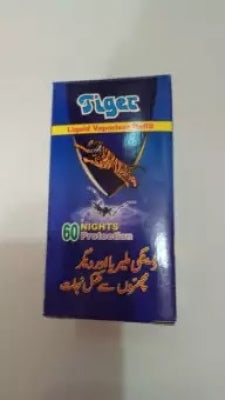 Tiger
Liquid Vaporizer Refill
60 NIGHTS
Protection
ڈینگی ملیریا اور دیگر
مچھروں سے مکمل نجات